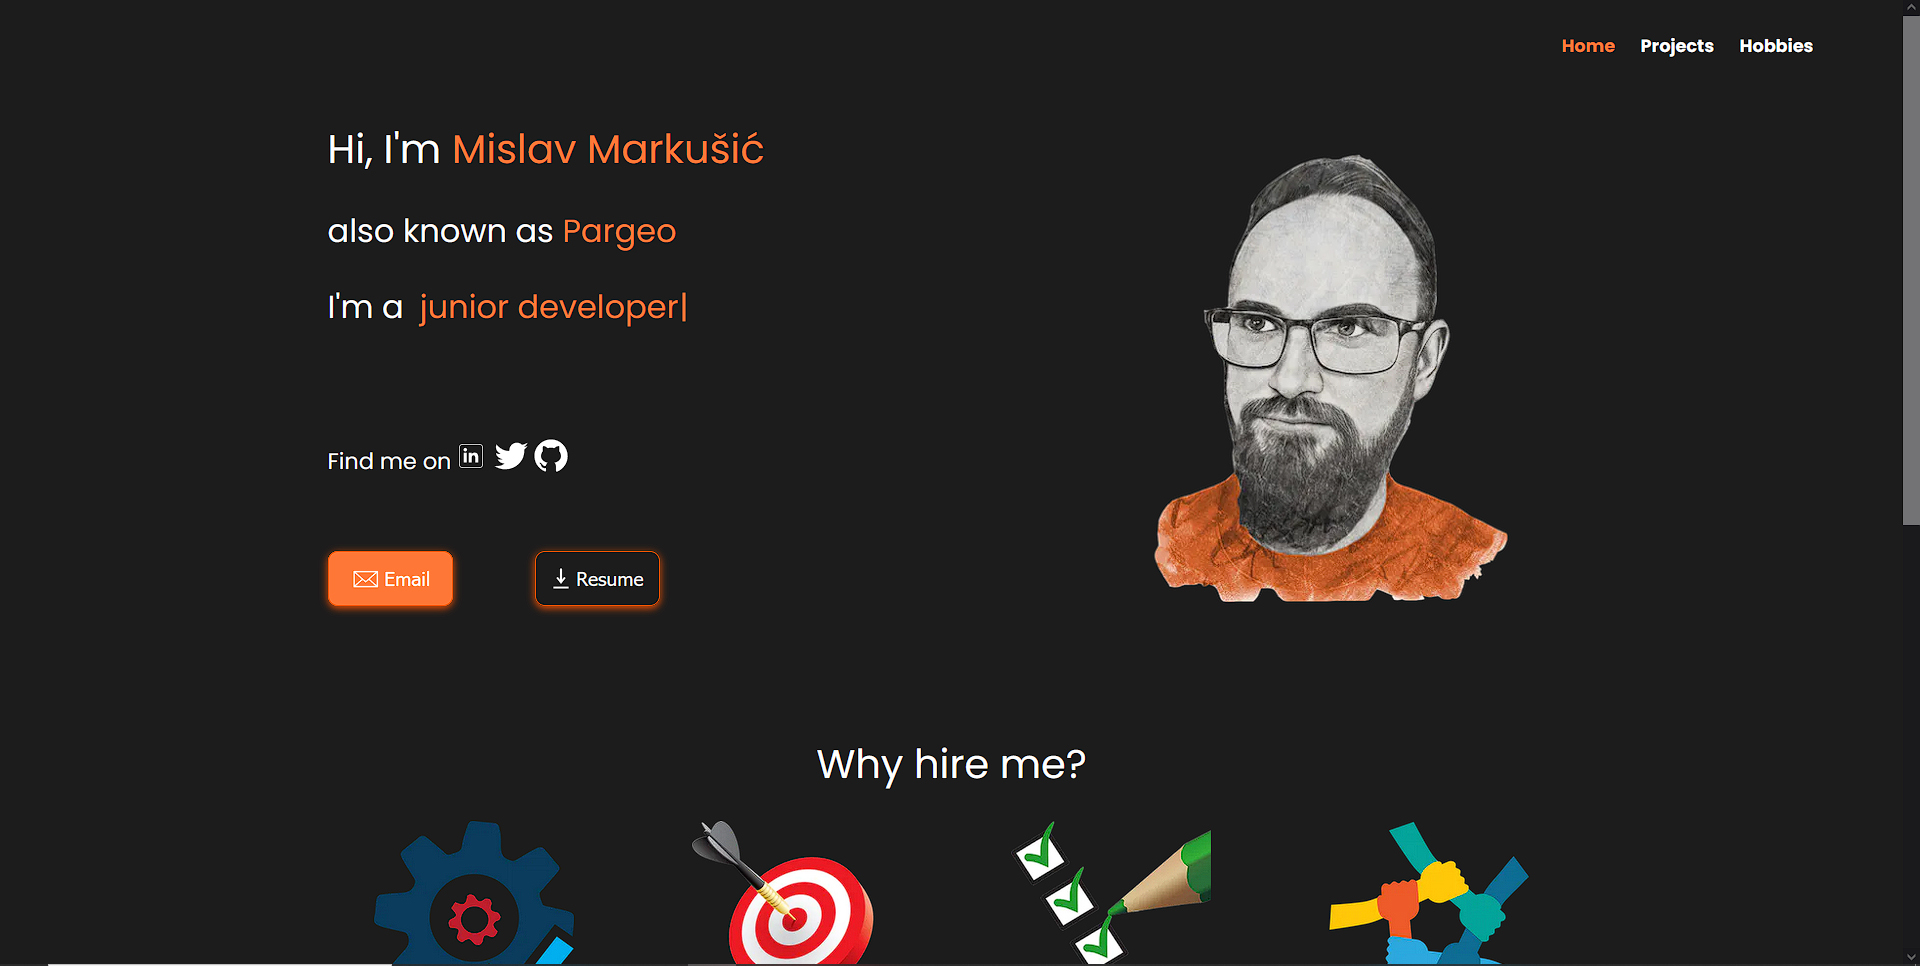 Home Projects Hobbies
Hi, I'm Mislav Markušić
also known as Pargeo
I'm a junior developer|
Find me on in
Email Resume
Why hire me?